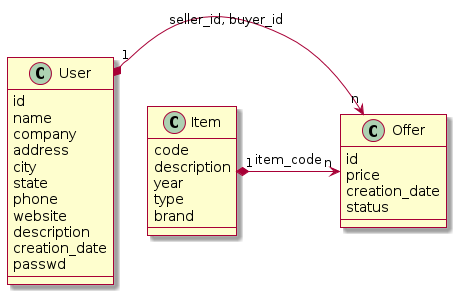 seller_id, buyer_id
1
n
C User
id
name
company
address
city
state
phone
website
description
creation_date
passwd
C Item
code
description
year
type
brand
1
item_code
n
C Offer
id
price
creation_date
status